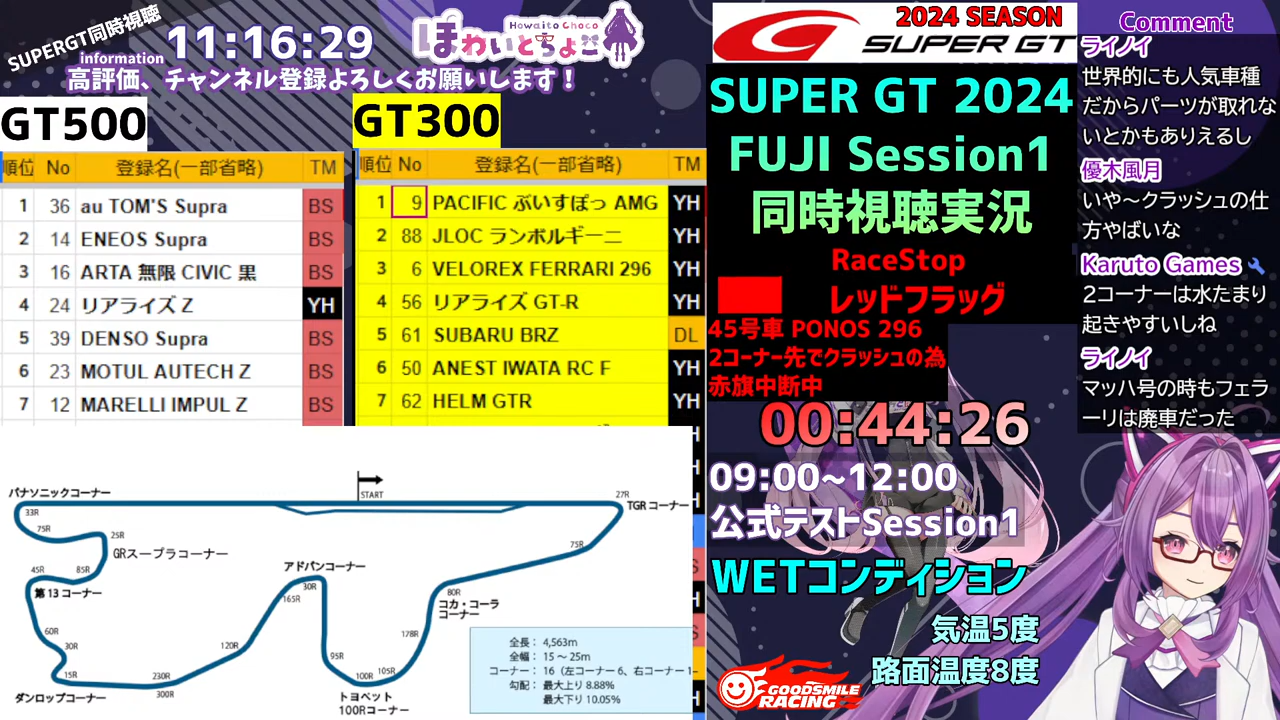 SUPERGT同時視聴
information
11:16:29
Howaito Choco
ほわいとちょこ
高評価、チャンネル登録よろしくお願いします!
GT500
順位 No 登録名(一部省略) TM
1 36 au TOM'S Supra BS
2 14 ENEOS Supra BS
3 16 ARTA 無限 CIVIC 黒 BS
4 24 リアライズ Z YH
5 39 DENSO Supra BS
6 23 MOTUL AUTECH Z BS
7 12 MARELLI IMPUL Z BS
GT300
順位 No 登録名(一部省略) TM
1 9 PACIFIC ぶいすぽっ AMG YH
2 88 JLOC ランボルギーニ YH
3 6 VELOREX FERRARI 296 YH
4 56 リアライズ GT-R YH
5 61 SUBARU BRZ DL
6 50 ANEST IWATA RC F YH
7 62 HELM GTR YH
パナソニックコーナー
START
27R
TGR コーナー
33R
75R
25R
GRスープラコーナー
75R
45R
85R
第13コーナー
アドバンコーナー
30R
165R
80R
コカ・コーラ
コーナー
60R
30R
15R
120R
178R
95R
105R
100R
230R
300R
ダンロップコーナー
トヨペット
100Rコーナー
全長: 4,563m
全幅: 15~25m
コーナー: 16(左コーナー 6、右コーナー 1
勾配: 最大上り 8.88%
最大下り 10.05%
2024 SEASON
SUPER GT
SUPER GT 2024
FUJI Session1
同時視聴実況
RaceStop
レッドフラッグ
45号車 PONOS 296
2コーナー先でクラッシュの為
赤旗中断中
00:44:26
09:00~12:00
公式テストSession1
WETコンディション
気温5度
路面温度8度
GOODSMILE
RACING
Comment
ライノイ
世界的にも人気車種
だからパーツが取れな
いとかもありえるし
優木風月
いや~クラッシュの仕
方やばいな
Karuto Games
2コーナーは水たまり
起きやすいしね
ライノイ
マッハ号の時もフェラ
ーリは廃車だった